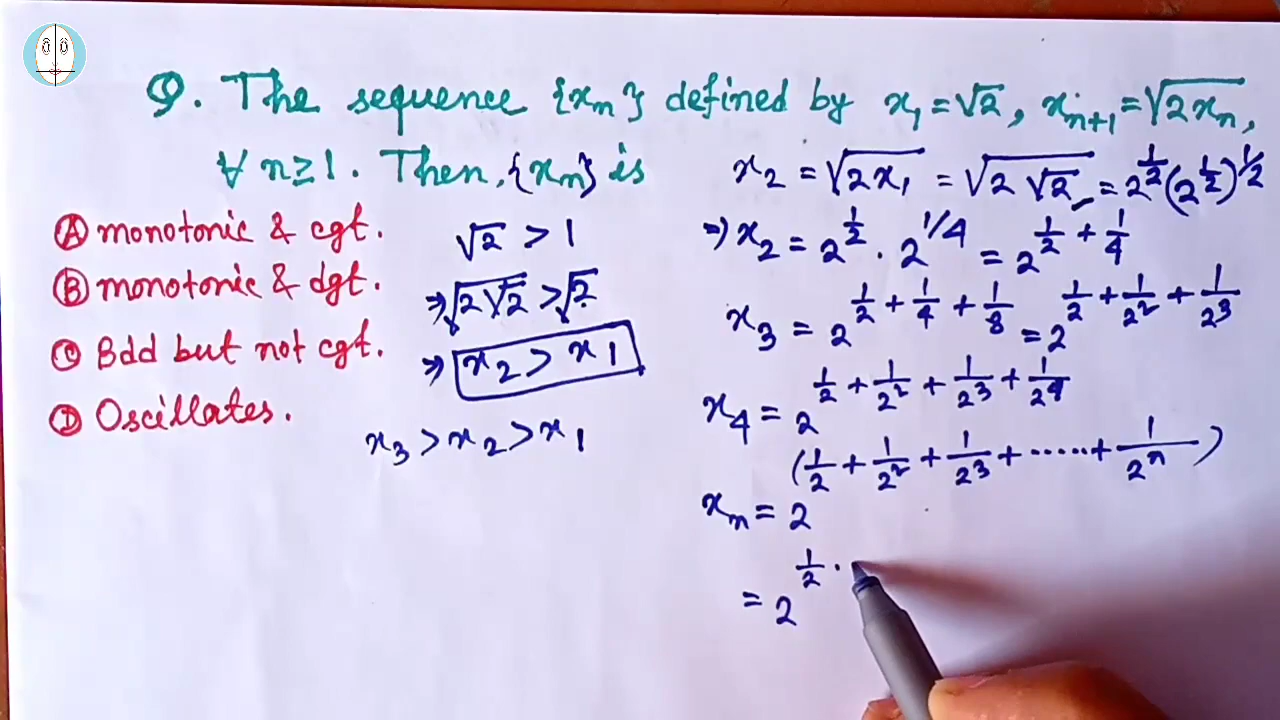 Q. The sequence {xₙ} defined by x₁ = √2, xₙ₊₁ = √(2xₙ),
∀ n ≥ 1. Then, {xₙ} is
Ⓐ monotonic & cgt.
Ⓑ monotonic & dgt.
Ⓒ Bdd but not cgt.
Ⓓ Oscillates.
√2 > 1
⇒ √(2√2) > √2
⇒ x₂ > x₁
x₃ > x₂ > x₁
x₂ = √(2x₁) = √(2√2) = 2^(1/2) (2^(1/2))^(1/2)
⇒ x₂ = 2^(1/2) · 2^(1/4) = 2^(1/2 + 1/4)
x₃ = 2^(1/2 + 1/4 + 1/8) = 2^(1/2 + 1/2² + 1/2³)
x₄ = 2^(1/2 + 1/2² + 1/2³ + 1/2⁴)
xₙ = 2^(1/2 + 1/2² + 1/2³ + ...... + 1/2ⁿ)
= 2^(1/2 ·